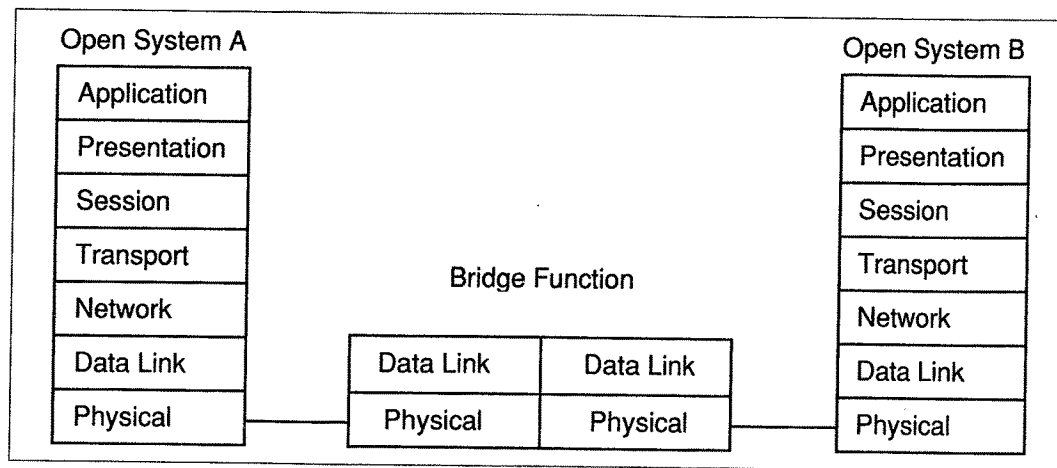 Open System A
Application
Presentation
Session
Transport
Network
Data Link
Physical
Bridge Function
Data Link Data Link
Physical Physical
Open System B
Application
Presentation
Session
Transport
Network
Data Link
Physical